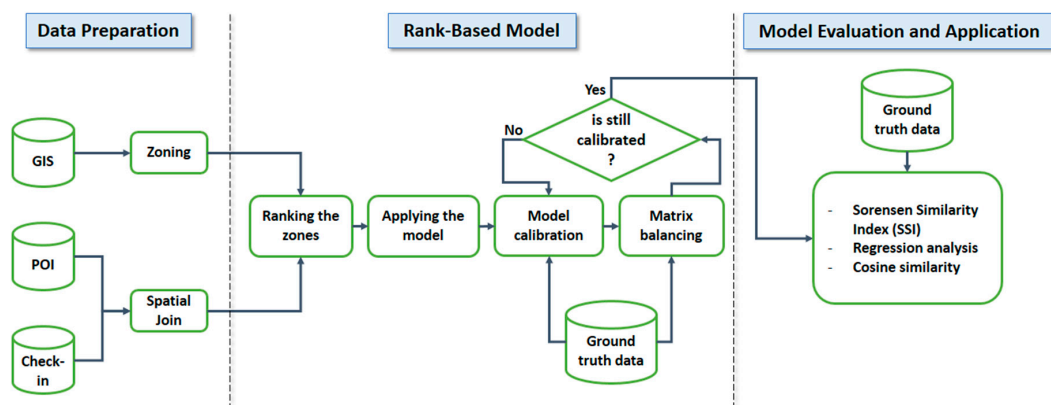 Data Preparation
Rank-Based Model
Model Evaluation and Application
GIS
Zoning
POI
Check-
in
Spatial
Join
Ranking the
zones
Applying the
model
Model
calibration
Matrix
balancing
Yes
No
is still
calibrated
?
Ground
truth data
Ground
truth data
- Sorensen Similarity
Index (SSI)
- Regression analysis
- Cosine similarity